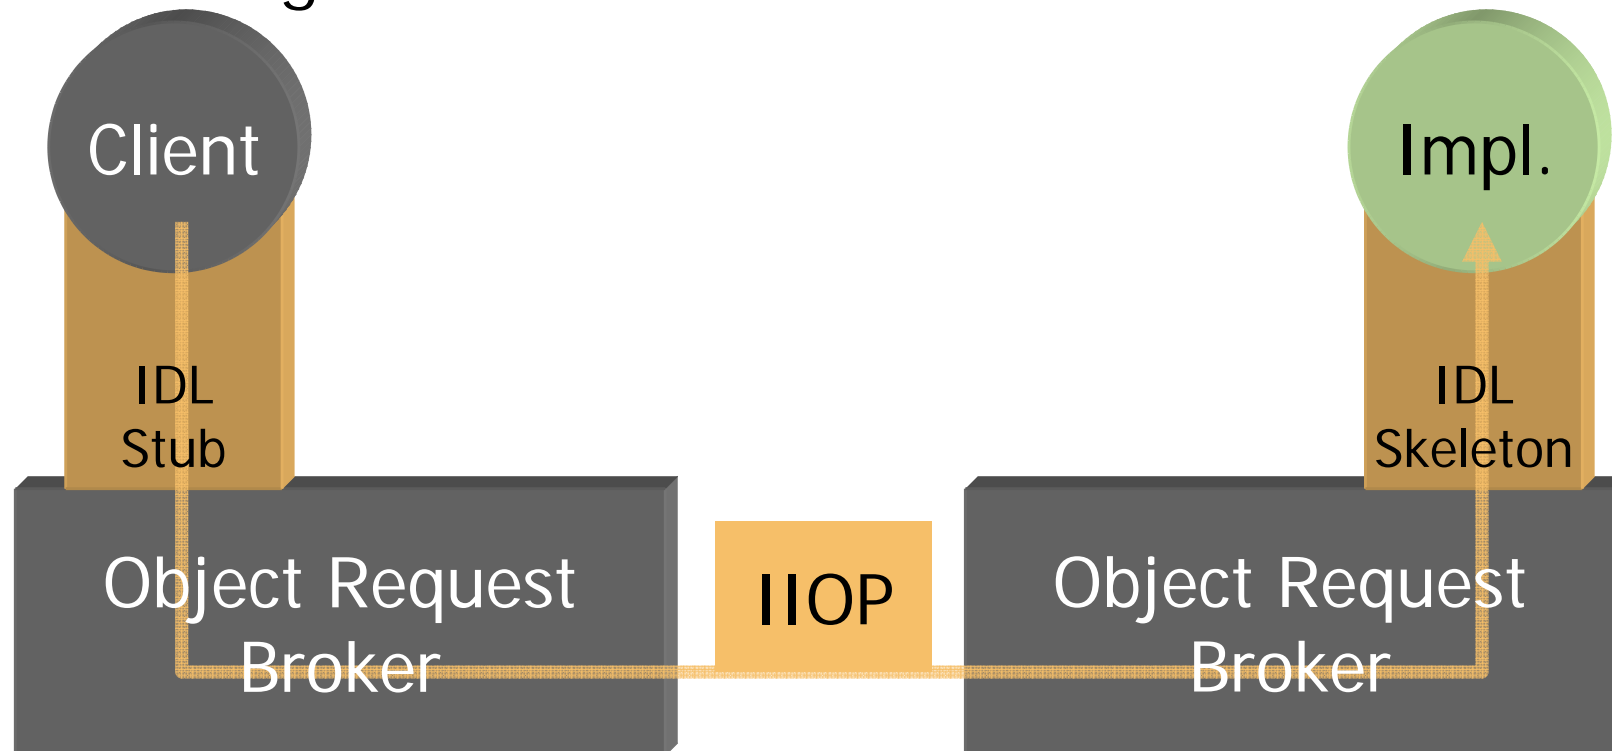 Client
Impl.
IDL
Stub
IDL
Skeleton
Object Request
Broker
IIOP
Object Request
Broker